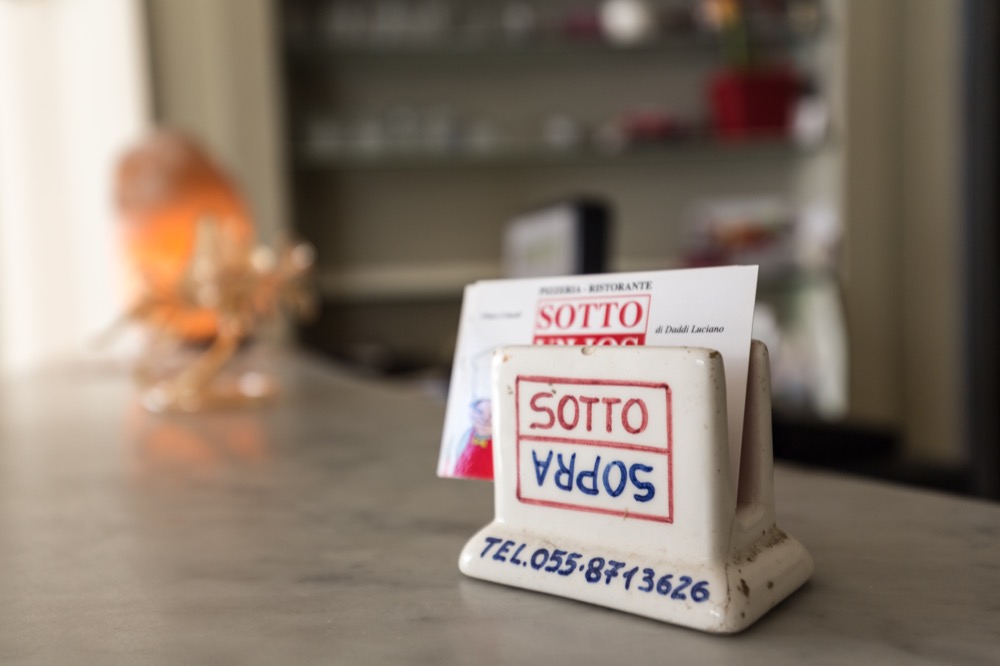 PIZZERIA - RISTORANTE
SOTTO
di Daddi Luciano
SOTTO
SOPRA
TEL.055·8713626